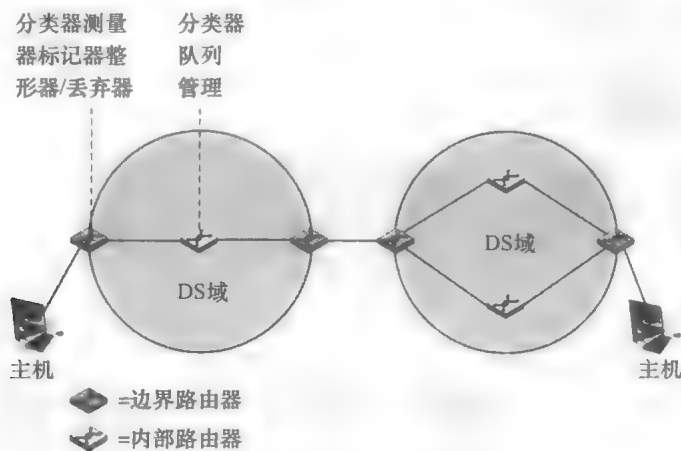 分类器测量
器标记器整
形器/丢弃器
分类器
队列
管理
DS域
DS域
主机
主机
=边界路由器
=内部路由器